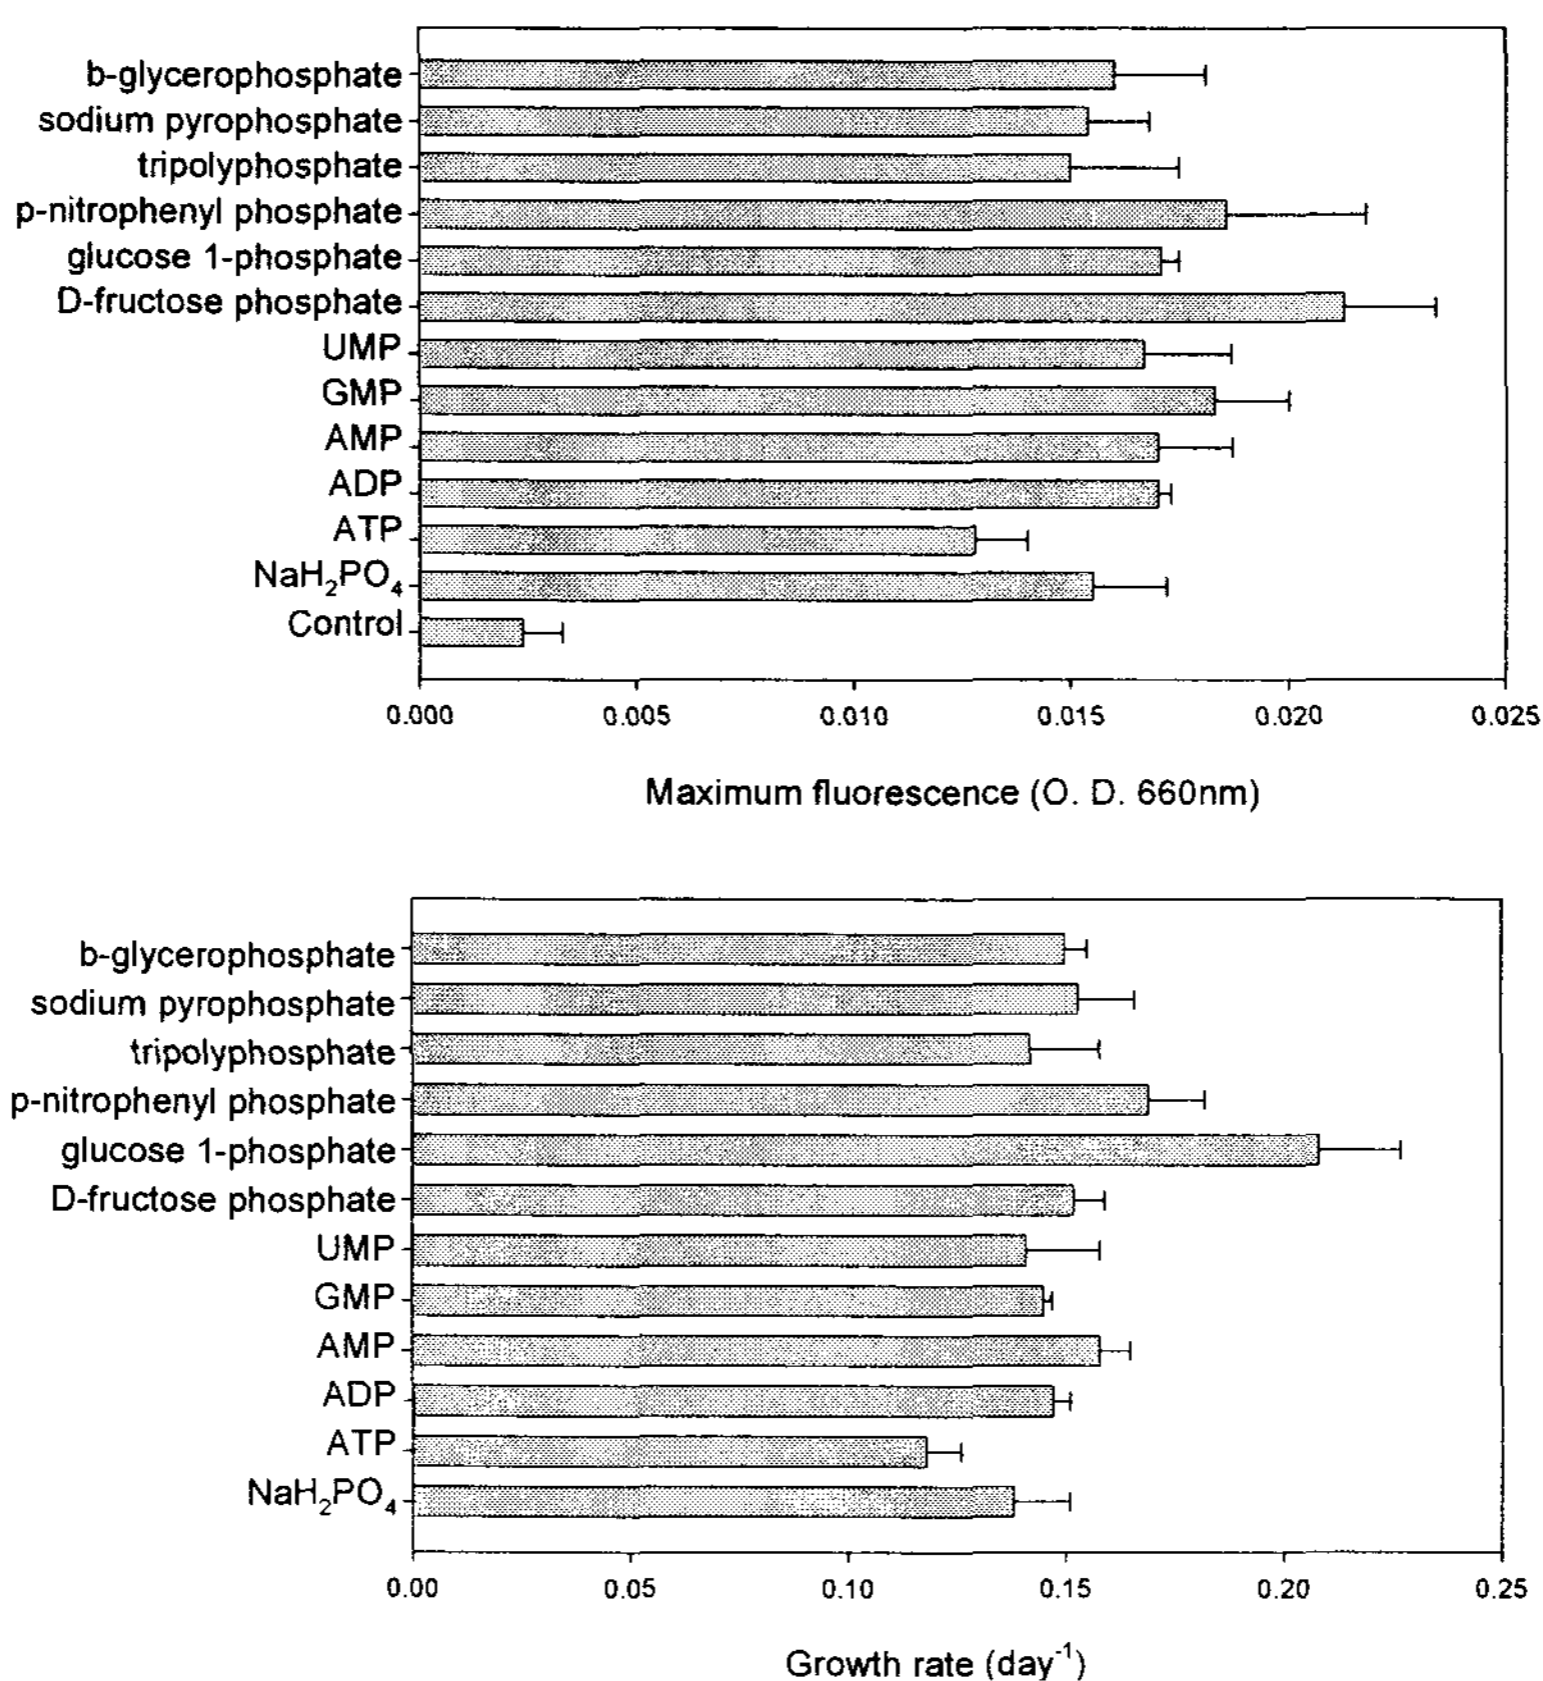 b-glycerophosphate
sodium pyrophosphate
tripolyphosphate
p-nitrophenyl phosphate
glucose 1-phosphate
D-fructose phosphate
UMP
GMP
AMP
ADP
ATP
NaH₂PO₄
Control
0.000 0.005 0.010 0.015 0.020 0.025
Maximum fluorescence (O. D. 660nm)
b-glycerophosphate
sodium pyrophosphate
tripolyphosphate
p-nitrophenyl phosphate
glucose 1-phosphate
D-fructose phosphate
UMP
GMP
AMP
ADP
ATP
NaH₂PO₄
0.00 0.05 0.10 0.15 0.20 0.25
Growth rate (day⁻¹)